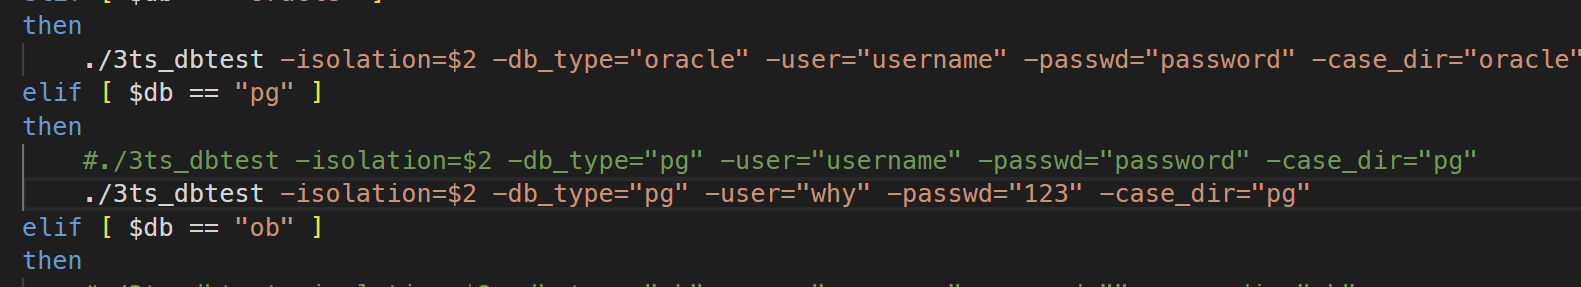 then
./3ts_dbtest -isolation=$2 -db_type="oracle" -user="username" -passwd="password" -case_dir="oracle"
elif [ $db == "pg" ]
then
#./3ts_dbtest -isolation=$2 -db_type="pg" -user="username" -passwd="password" -case_dir="pg"
./3ts_dbtest -isolation=$2 -db_type="pg" -user="why" -passwd="123" -case_dir="pg"
elif [ $db == "ob" ]
then